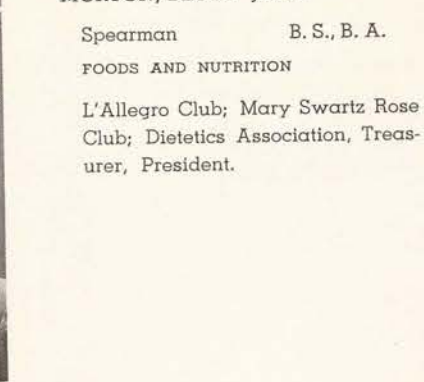 Spearman B. S., B. A.
FOODS AND NUTRITION
L'Allegro Club; Mary Swartz Rose
Club; Dietetics Association, Treas-
urer, President.